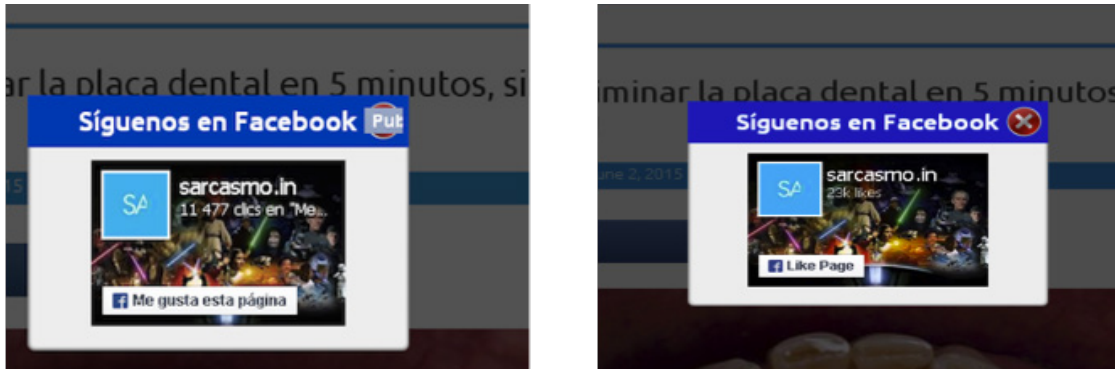 ar la placa dental en 5 minutos, si
Síguenos en Facebook
Pub
15
SA
sarcasmo.in
11 477 clics en "Me...
Me gusta esta página
iminar la placa dental en 5 minutos
Síguenos en Facebook
une 2, 2015
SA
sarcasmo.in
23k likes
Like Page